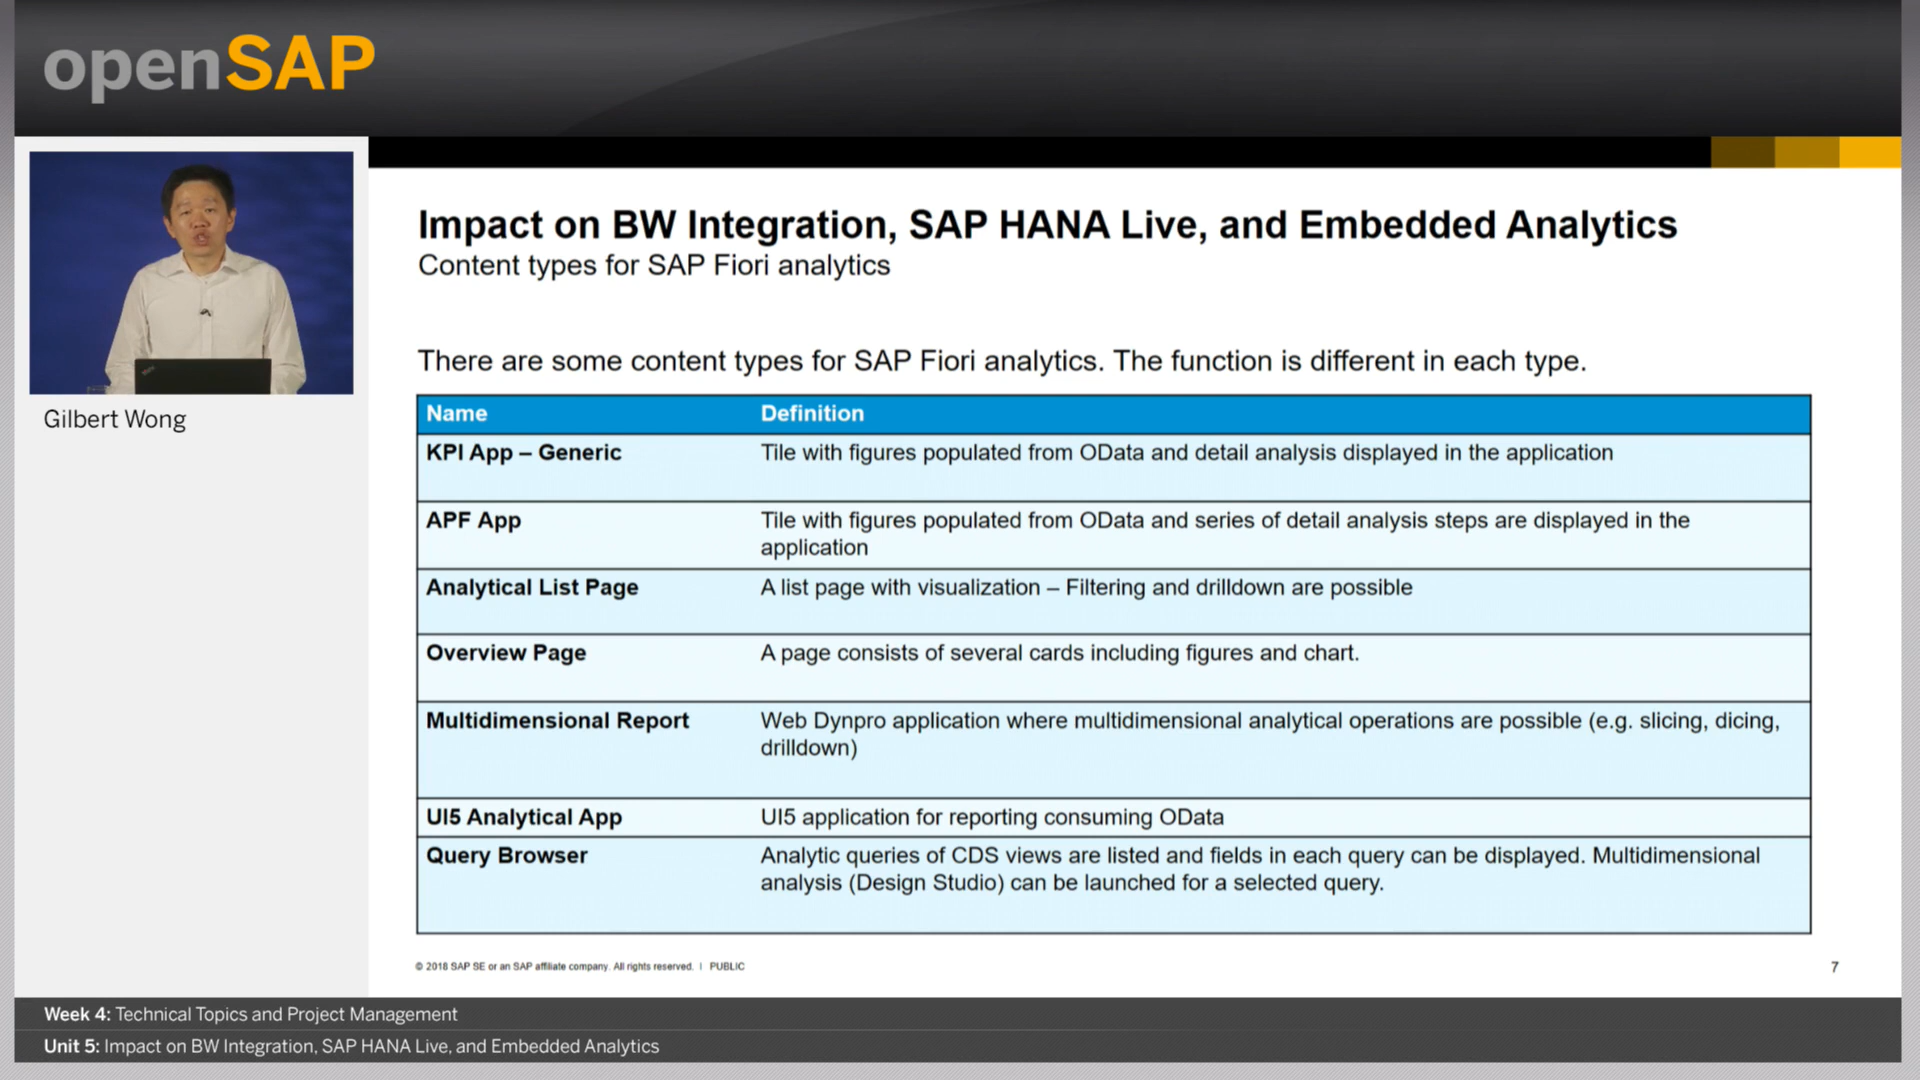 openSAP
Gilbert Wong
Impact on BW Integration, SAP HANA Live, and Embedded Analytics
Content types for SAP Fiori analytics
There are some content types for SAP Fiori analytics. The function is different in each type.
Name Definition
KPI App – Generic Tile with figures populated from OData and detail analysis displayed in the application
APF App Tile with figures populated from OData and series of detail analysis steps are displayed in the
application
Analytical List Page A list page with visualization – Filtering and drilldown are possible
Overview Page A page consists of several cards including figures and chart.
Multidimensional Report Web Dynpro application where multidimensional analytical operations are possible (e.g. slicing, dicing,
drilldown)
UI5 Analytical App UI5 application for reporting consuming OData
Query Browser Analytic queries of CDS views are listed and fields in each query can be displayed. Multidimensional
analysis (Design Studio) can be launched for a selected query.
© 2018 SAP SE or an SAP affiliate company. All rights reserved. | PUBLIC 7
Week 4: Technical Topics and Project Management
Unit 5: Impact on BW Integration, SAP HANA Live, and Embedded Analytics